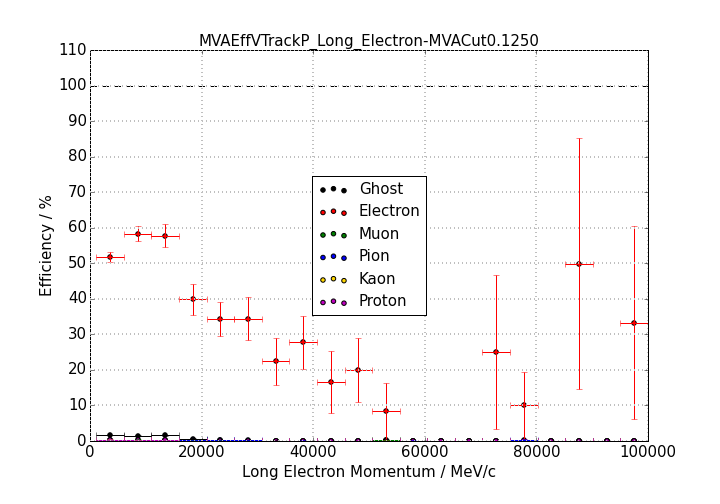 MVAEffVTrackP_Long_Electron-MVACut0.1250
110
100
90
80
70
60
50
40
30
20
10
0
Efficiency / %
Ghost
Electron
Muon
Pion
Kaon
Proton
0 20000 40000 60000 80000 100000
Long Electron Momentum / MeV/c